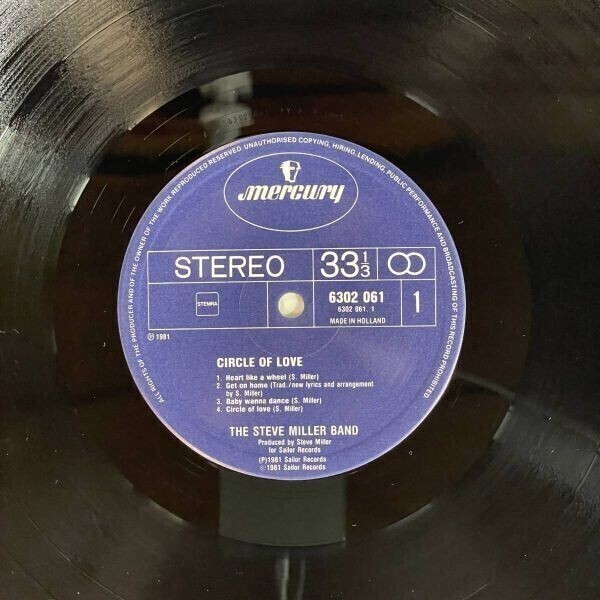 ALL RIGHTS OF THE PRODUCER AND OF THE OWNER OF THE WORK REPRODUCED RESERVED. UNAUTHORISED COPYING, HIRING, LENDING, PUBLIC PERFORMANCE AND BROADCASTING OF THIS RECORD PROHIBITED
mercury
STEREO 33 1/3
STEMRA
6302 061
6302 061. 1
MADE IN HOLLAND
1
Ⓟ 1981
CIRCLE OF LOVE
1. Heart like a wheel (S. Miller)
2. Get on home (Trad./new lyrics and arrangement
by S. Miller)
3. Baby wanna dance (S. Miller)
4. Circle of love (S. Miller)
THE STEVE MILLER BAND
Produced by Steve Miller
for Sailor Records
(P)1981 Sailor Records
©1981 Sailor Records